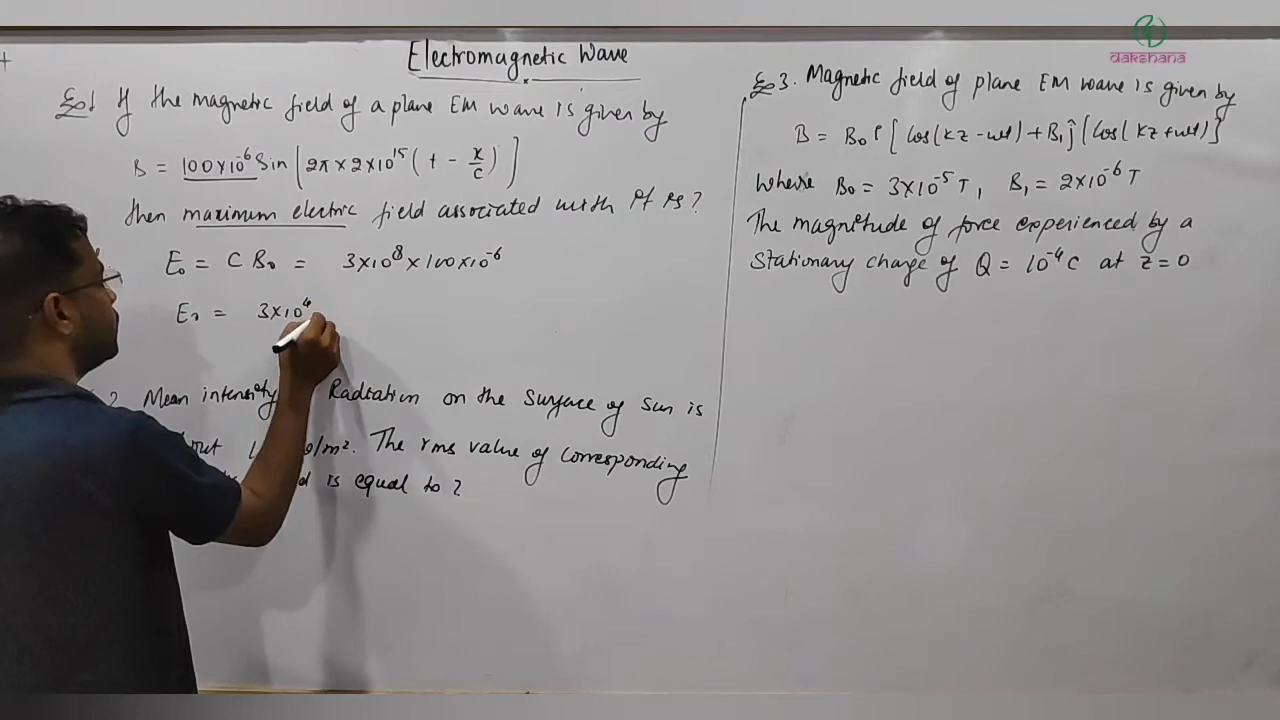 Electromagnetic Wave
dakshana
Ex 1 If the magnetic field of a plane EM wave is given by
B = 100×10⁻⁶ Sin [2π × 2×10¹⁵ (t - x/c)]
then maximum electric field associated with it is?
E₀ = C B₀ = 3×10⁸×100×10⁻⁶
E₀ = 3×10⁴
2 Mean intensity Radiation on the surface of sun is
/m². The rms value of corresponding
is equal to ?
Ex 3. Magnetic field of plane EM wave is given by
B = B₀ î [Cos(kz - ωt) + B₁ ĵ [Cos(kz + ωt)]
Where B₀ = 3×10⁻⁵ T, B₁ = 2×10⁻⁶ T
The magnitude of force experienced by a
Stationary charge of Q = 10⁻⁴ C at z = 0